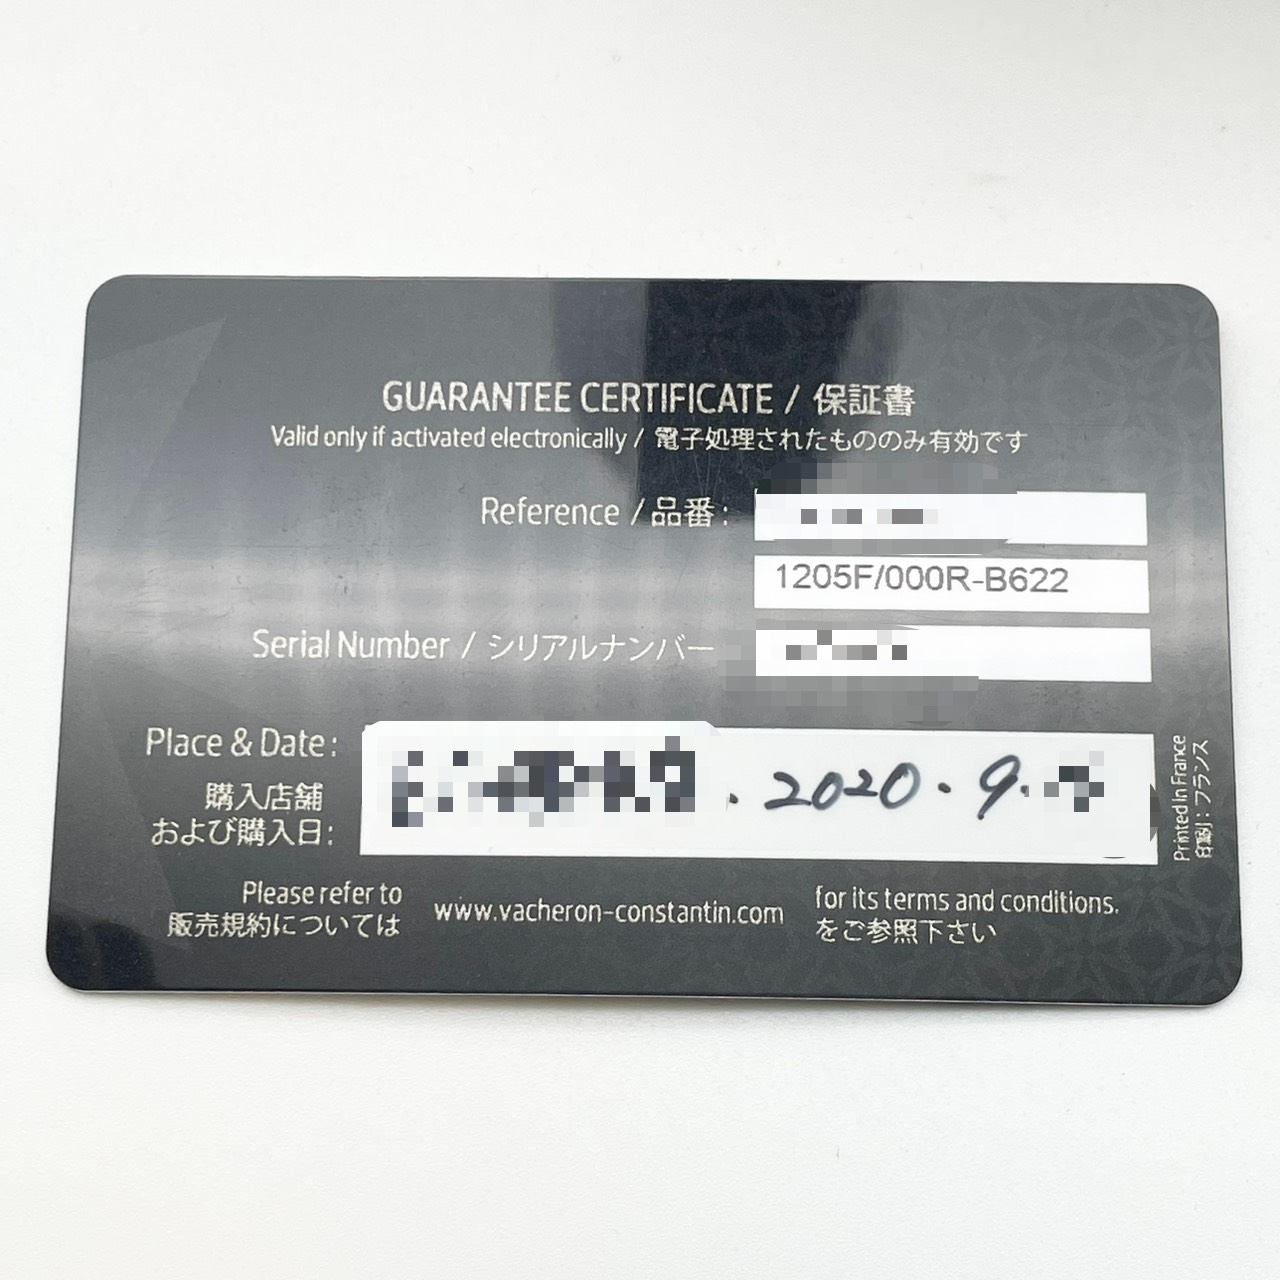 GUARANTEE CERTIFICATE / 保証書
Valid only if activated electronically / 電子処理されたもののみ有効です
Reference / 品番:
1205F/000R-B622
Serial Number / シリアルナンバー
Place & Date:
購入店舗
および購入日:
. 2020. 9.
Please refer to
販売規約については
www.vacheron-constantin.com
for its terms and conditions.
をご参照下さい
Printed in France
印刷:フランス